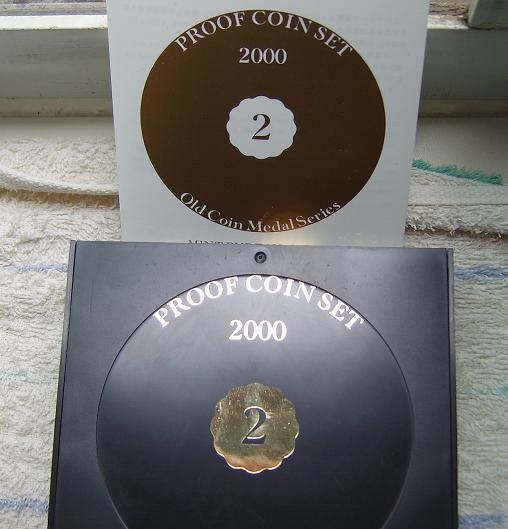 PROOF COIN SET
2000
2
Old Coin Medal Series
PROOF COIN SET
2000
2